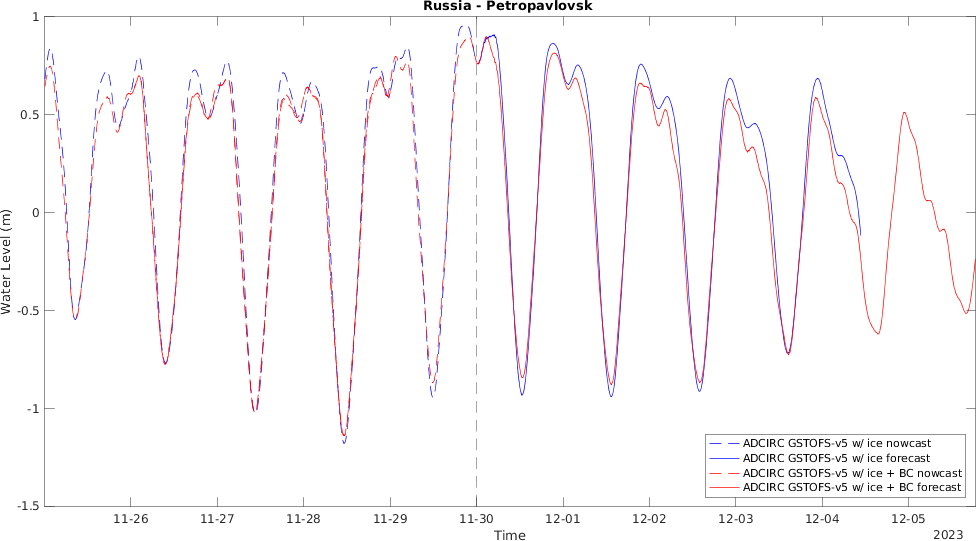 Russia - Petropavlovsk
1
0.5
0
-0.5
-1
-1.5
Water Level (m)
ADCIRC GSTOFS-v5 w/ ice nowcast
ADCIRC GSTOFS-v5 w/ ice forecast
ADCIRC GSTOFS-v5 w/ ice + BC nowcast
ADCIRC GSTOFS-v5 w/ ice + BC forecast
11-26 11-27 11-28 11-29 11-30 12-01 12-02 12-03 12-04 12-05
Time
2023